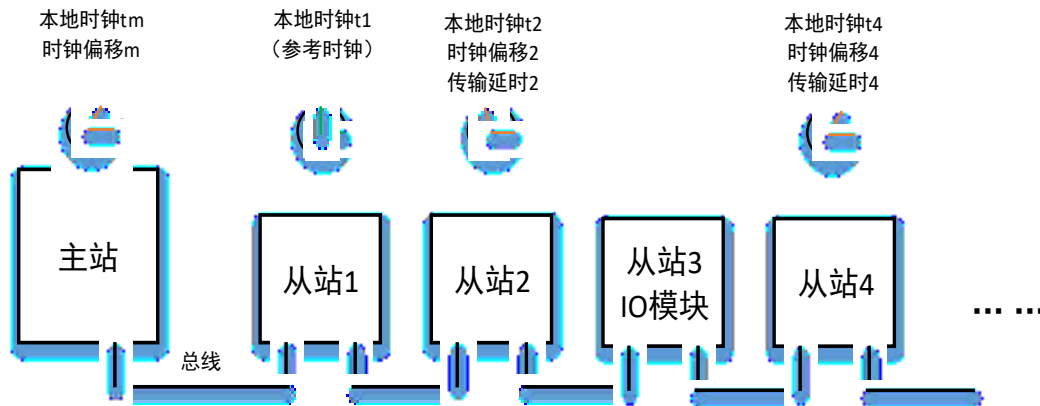 本地时钟tm
时钟偏移m
本地时钟t1
（参考时钟）
本地时钟t2
时钟偏移2
传输延时2
本地时钟t4
时钟偏移4
传输延时4
主站
从站1
从站2
从站3
IO模块
从站4
... ...
总线